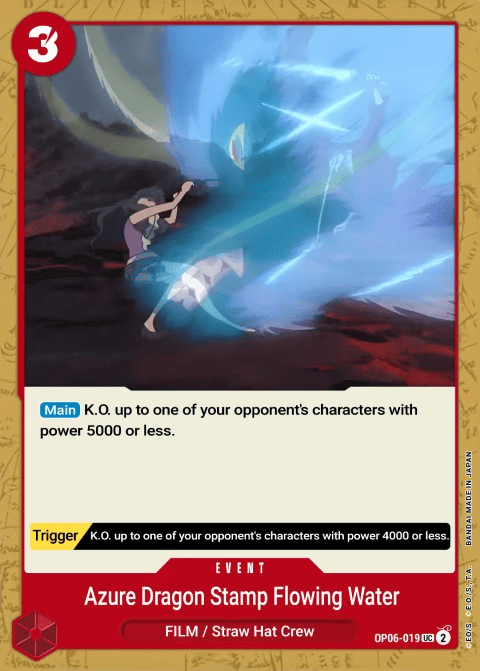 3
Main K.O. up to one of your opponent's characters with
power 5000 or less.
Trigger K.O. up to one of your opponent's characters with power 4000 or less.
EVENT
Azure Dragon Stamp Flowing Water
FILM / Straw Hat Crew
OP06-019 UC 2
©E.O./S. ©E.O./S.,T.A. BANDAI MADE IN JAPAN